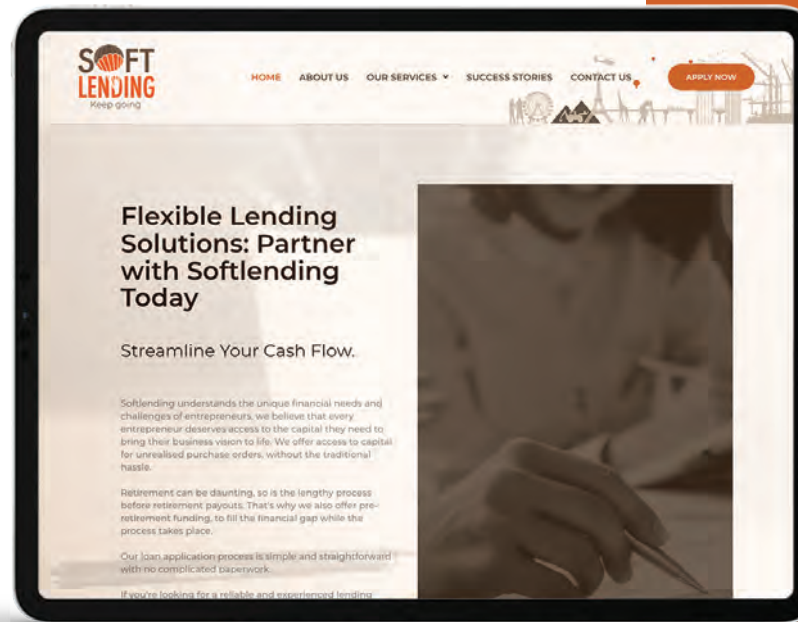 SOFT
LENDING
Keep going
HOME ABOUT US OUR SERVICES SUCCESS STORIES CONTACT US APPLY NOW
Flexible Lending
Solutions: Partner
with Softlending
Today
Streamline Your Cash Flow.
Softlending understands the unique financial needs and
challenges of entrepreneurs, we believe that every
entrepreneur deserves access to the capital they need to
bring their business vision to life. We offer access to capital
for unrealised purchase orders, without the traditional
hassle.
Retirement can be daunting, so is the lengthy process
before retirement payouts. That's why we also offer pre-
retirement funding, to fill the financial gap while the
process takes place.
Our loan application process is simple and straightforward
with no complicated paperwork.
If you're looking for a reliable and experienced lending